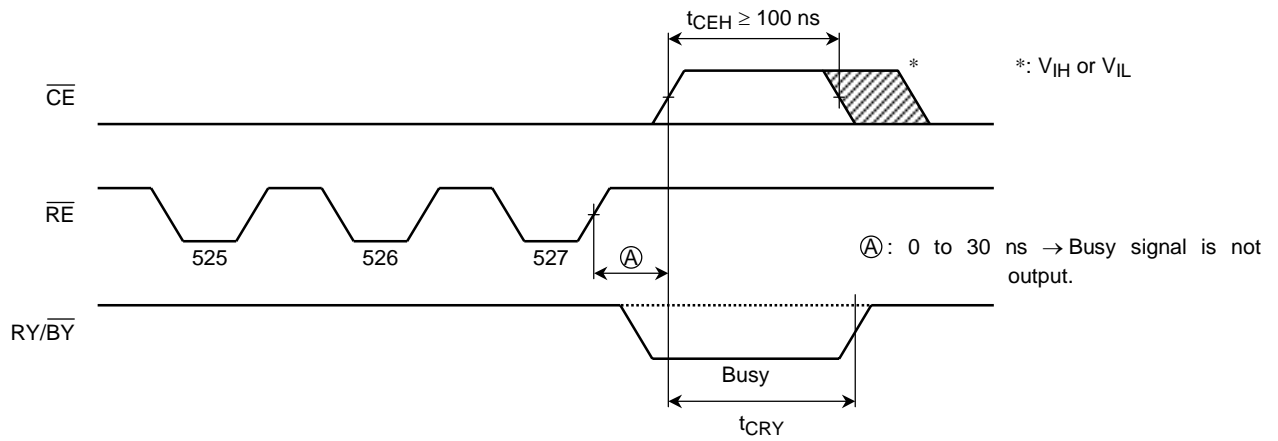 tCEH ≥ 100 ns
*
*: VIH or VIL
CE
RE
525
526
527
Ⓐ
Ⓐ: 0 to 30 ns → Busy signal is not
output.
RY/BY
Busy
tCRY